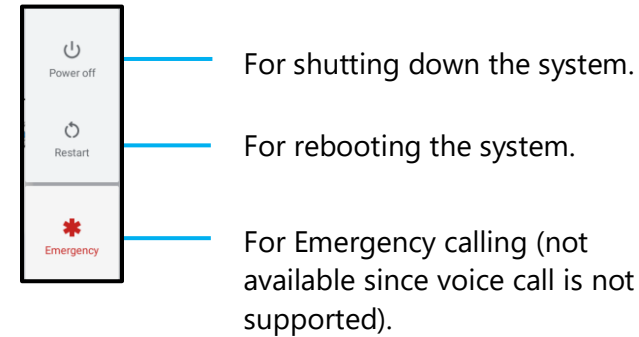 Power off
For shutting down the system.
Restart
For rebooting the system.
Emergency
For Emergency calling (not
available since voice call is not
supported).